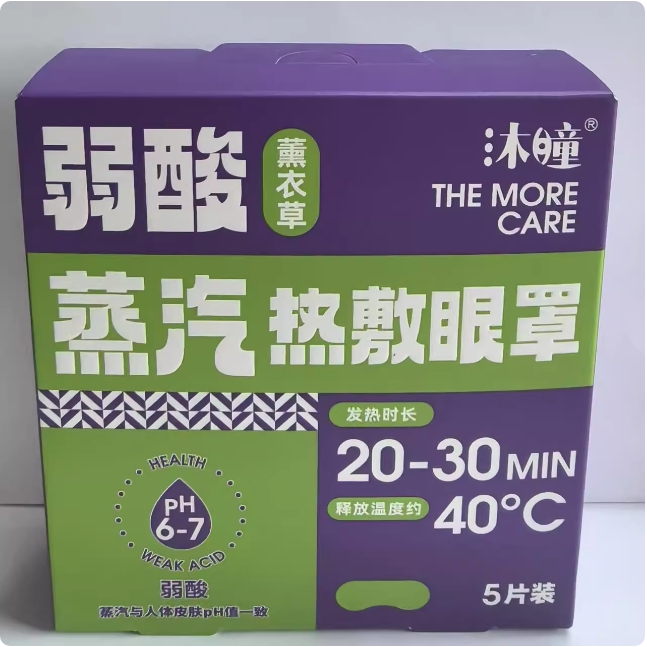 弱酸
薰衣草
沐瞳®
THE MORE
CARE
蒸汽热敷眼罩
发热时长
20-30 MIN
释放温度约
40°C
HEALTH
pH
6-7
WEAK ACID
弱酸
蒸汽与人体皮肤pH值一致
5片装